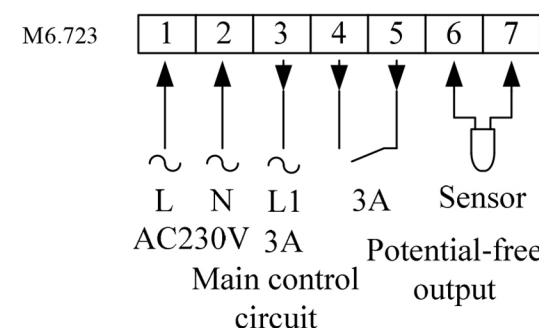 M6.723 1 2 3 4 5 6 7
L N L1 3A Sensor
AC230V 3A
Potential-free
output
Main control
circuit